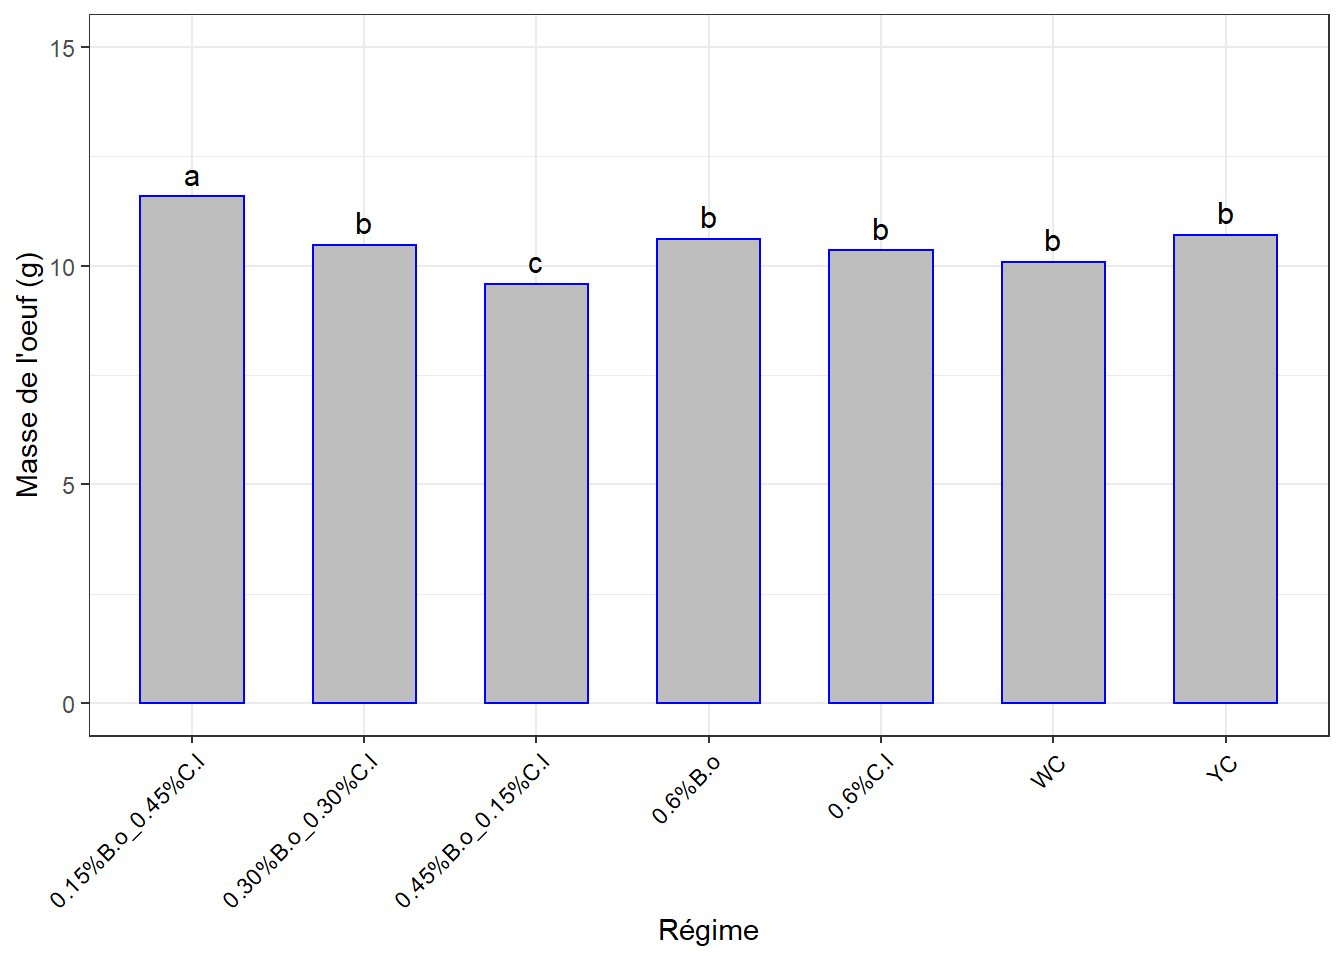 Masse de l'oeuf (g)
15
10
5
0
a
b
c
b
b
b
b
0.15%B.o_0.45%C.l
0.30%B.o_0.30%C.l
0.45%B.o_0.15%C.l
0.6%B.o
0.6%C.l
WC
YC
Régime